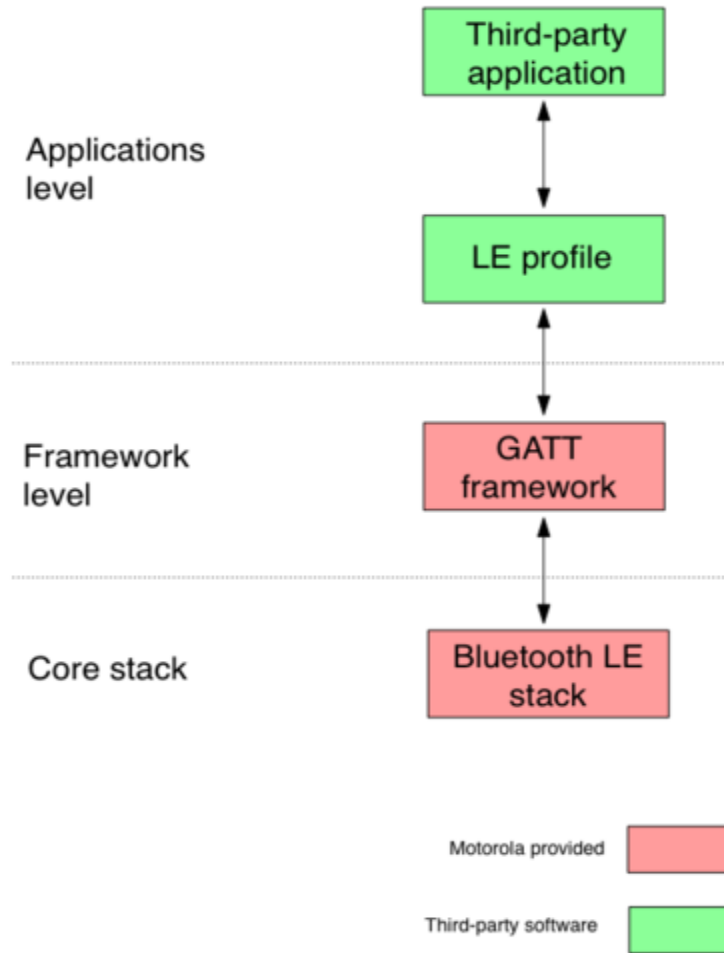 Third-party
application
Applications
level
LE profile
GATT
framework
Framework
level
Bluetooth LE
stack
Core stack
Motorola provided
Third-party software